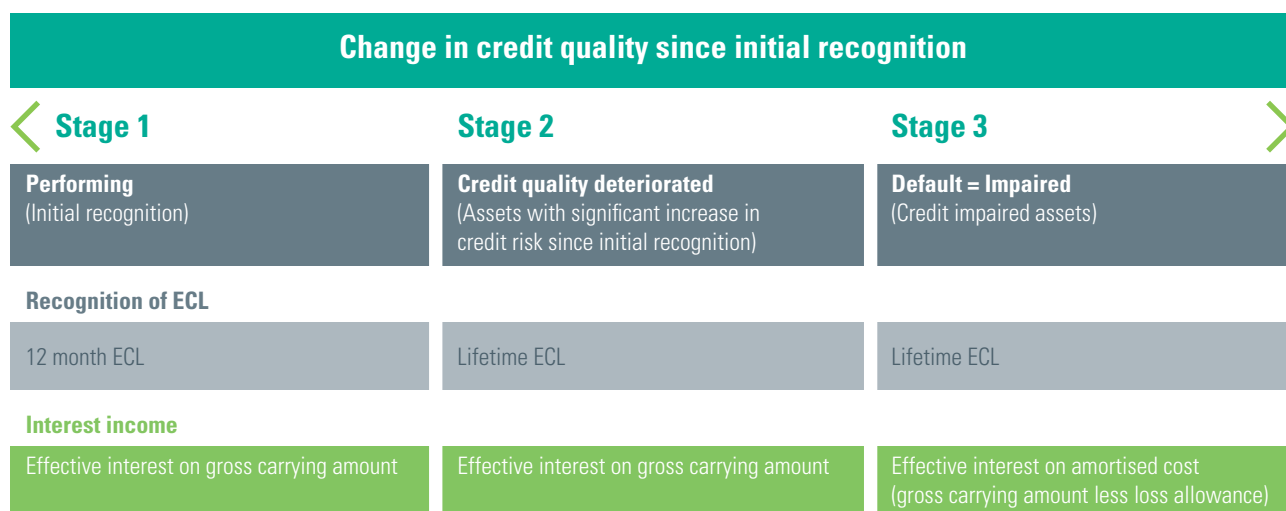 Change in credit quality since initial recognition
Stage 1
Stage 2
Stage 3
Performing
(Initial recognition)
Credit quality deteriorated
(Assets with significant increase in
credit risk since initial recognition)
Default = Impaired
(Credit impaired assets)
Recognition of ECL
12 month ECL
Lifetime ECL
Lifetime ECL
Interest income
Effective interest on gross carrying amount
Effective interest on gross carrying amount
Effective interest on amortised cost
(gross carrying amount less loss allowance)